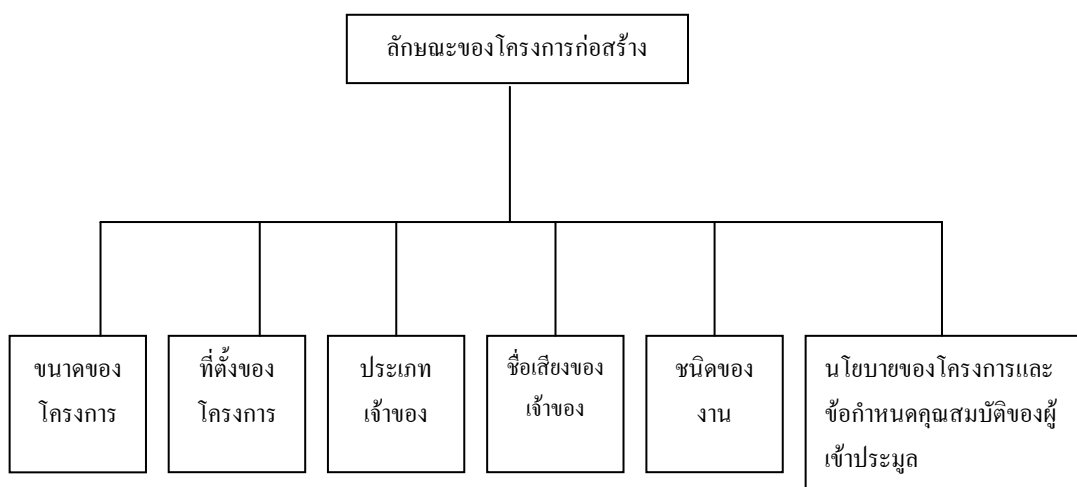 ลักษณะของโครงการก่อสร้าง
ขนาดของ
โครงการ
ที่ตั้งของ
โครงการ
ประเภท
เจ้าของ
ชื่อเสียงของ
เจ้าของ
ชนิดของ
งาน
นโยบายของโครงการและ
ข้อกำหนดคุณสมบัติของผู้
เข้าประมูล